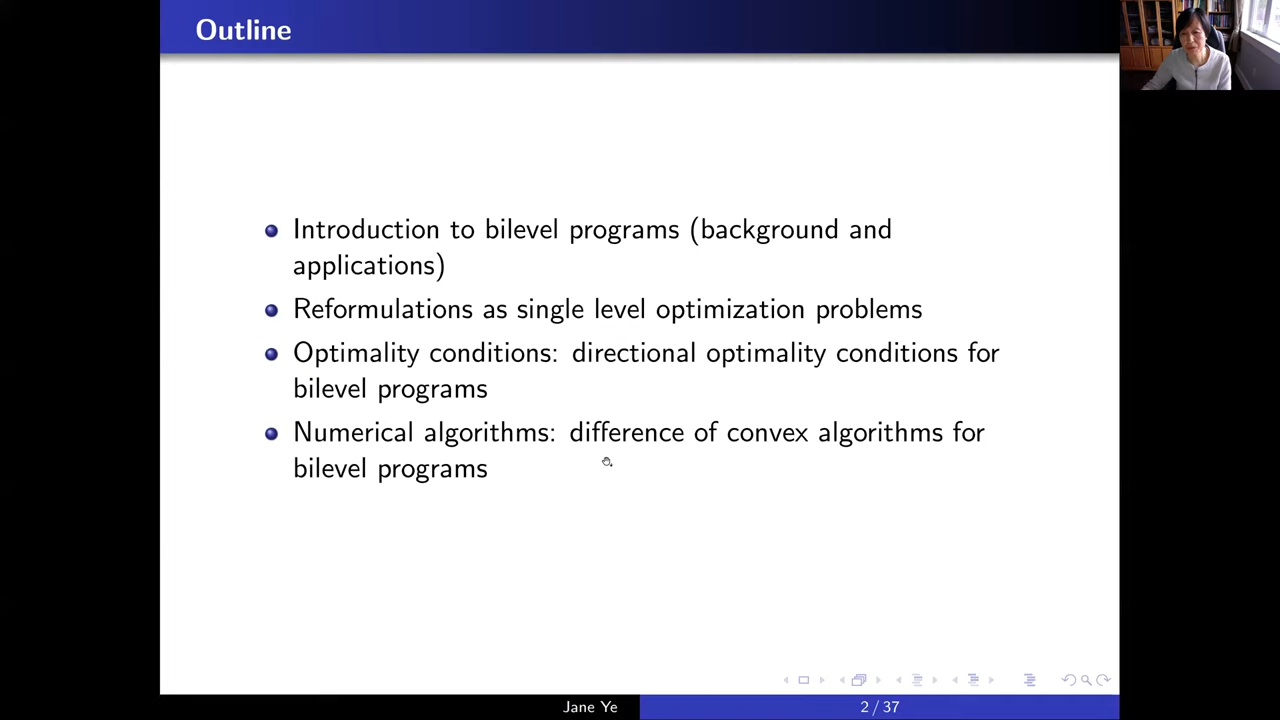 Outline
Introduction to bilevel programs (background and
applications)
Reformulations as single level optimization problems
Optimality conditions: directional optimality conditions for
bilevel programs
Numerical algorithms: difference of convex algorithms for
bilevel programs
Jane Ye
2 / 37